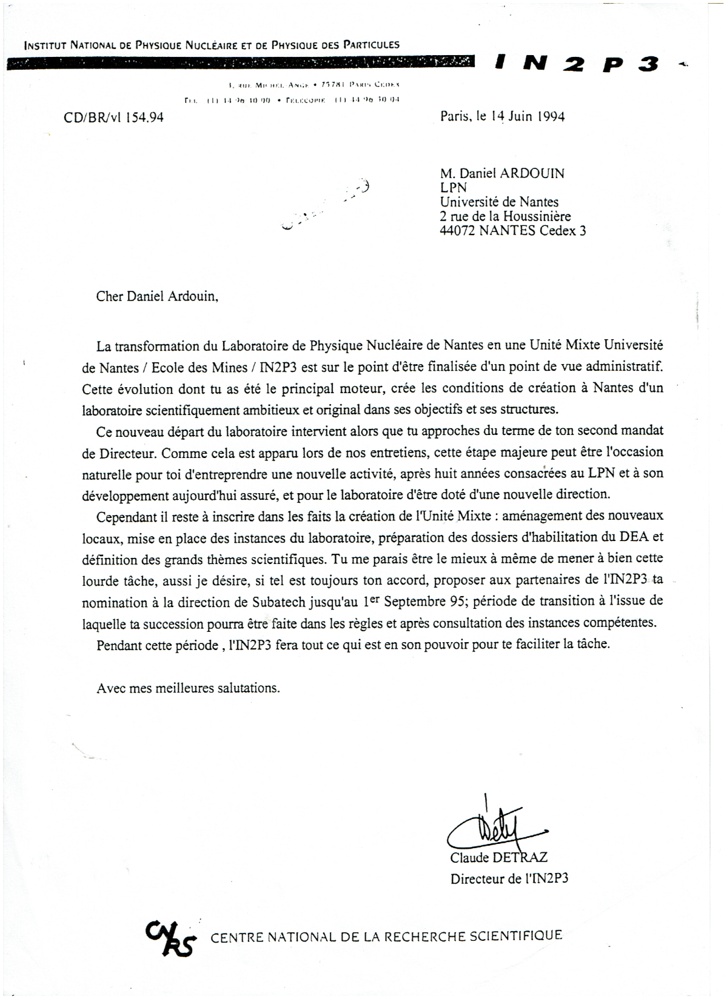 INSTITUT NATIONAL DE PHYSIQUE NUCLÉAIRE ET DE PHYSIQUE DES PARTICULES
IN2P3
3, RUE MICHEL ANGE • 75781 PARIS CEDEX
TEL (1) 44 96 40 00 • TELECOPIE (1) 44 96 50 04
CD/BR/vl 154.94
Paris, le 14 Juin 1994
M. Daniel ARDOUIN
LPN
Université de Nantes
2 rue de la Houssinière
44072 NANTES Cedex 3
Cher Daniel Ardouin,
La transformation du Laboratoire de Physique Nucléaire de Nantes en une Unité Mixte Université
de Nantes / Ecole des Mines / IN2P3 est sur le point d'être finalisée d'un point de vue administratif.
Cette évolution dont tu as été le principal moteur, crée les conditions de création à Nantes d'un
laboratoire scientifiquement ambitieux et original dans ses objectifs et ses structures.
Ce nouveau départ du laboratoire intervient alors que tu approches du terme de ton second mandat
de Directeur. Comme cela est apparu lors de nos entretiens, cette étape majeure peut être l'occasion
naturelle pour toi d'entreprendre une nouvelle activité, après huit années consacrées au LPN et à son
développement aujourd'hui assuré, et pour le laboratoire d'être doté d'une nouvelle direction.
Cependant il reste à inscrire dans les faits la création de l'Unité Mixte : aménagement des nouveaux
locaux, mise en place des instances du laboratoire, préparation des dossiers d'habilitation du DEA et
définition des grands thèmes scientifiques. Tu me parais être le mieux à même de mener à bien cette
lourde tâche, aussi je désire, si tel est toujours ton accord, proposer aux partenaires de l'IN2P3 ta
nomination à la direction de Subatech jusqu'au 1er Septembre 95; période de transition à l'issue de
laquelle ta succession pourra être faite dans les règles et après consultation des instances compétentes.
Pendant cette période , l'IN2P3 fera tout ce qui est en son pouvoir pour te faciliter la tâche.
Avec mes meilleures salutations.
Claude DETRAZ
Directeur de l'IN2P3
CNRS CENTRE NATIONAL DE LA RECHERCHE SCIENTIFIQUE